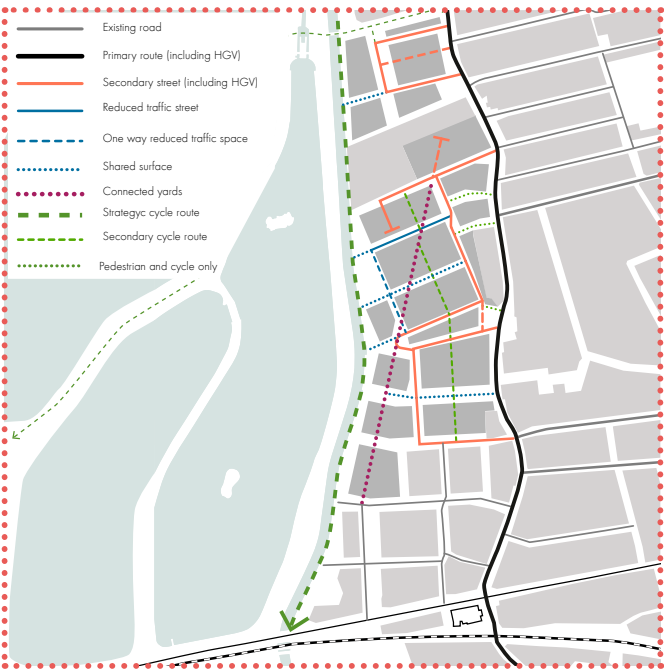 Existing road
Primary route (including HGV)
Secondary street (including HGV)
Reduced traffic street
One way reduced traffic space
Shared surface
Connected yards
Strategyc cycle route
Secondary cycle route
Pedestrian and cycle only